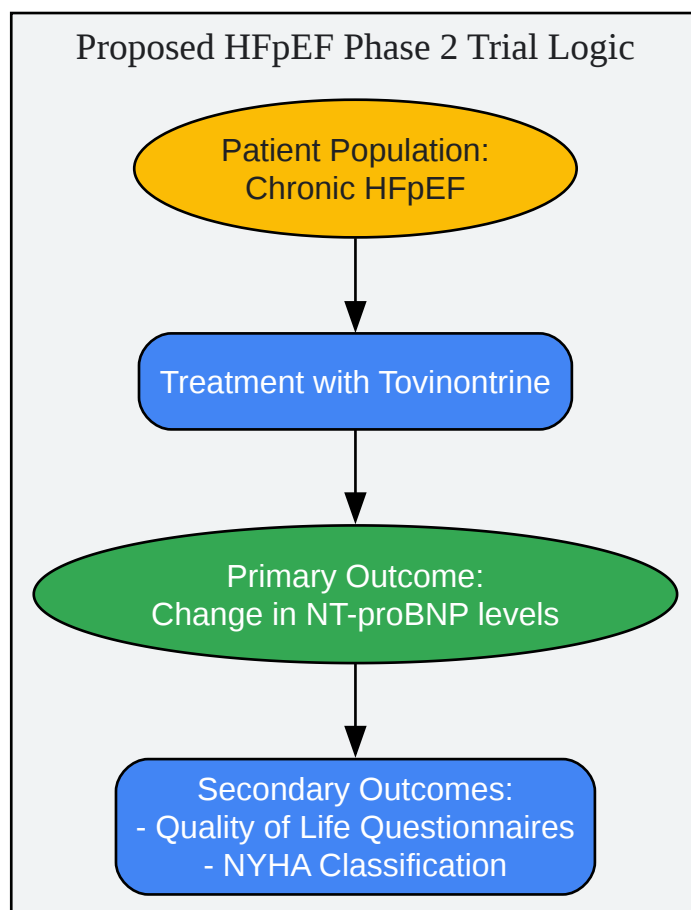 Proposed HFpEF Phase 2 Trial Logic
Patient Population:
Chronic HFpEF
Treatment with Tovinontrine
Primary Outcome:
Change in NT-proBNP levels
Secondary Outcomes:
- Quality of Life Questionnaires
- NYHA Classification